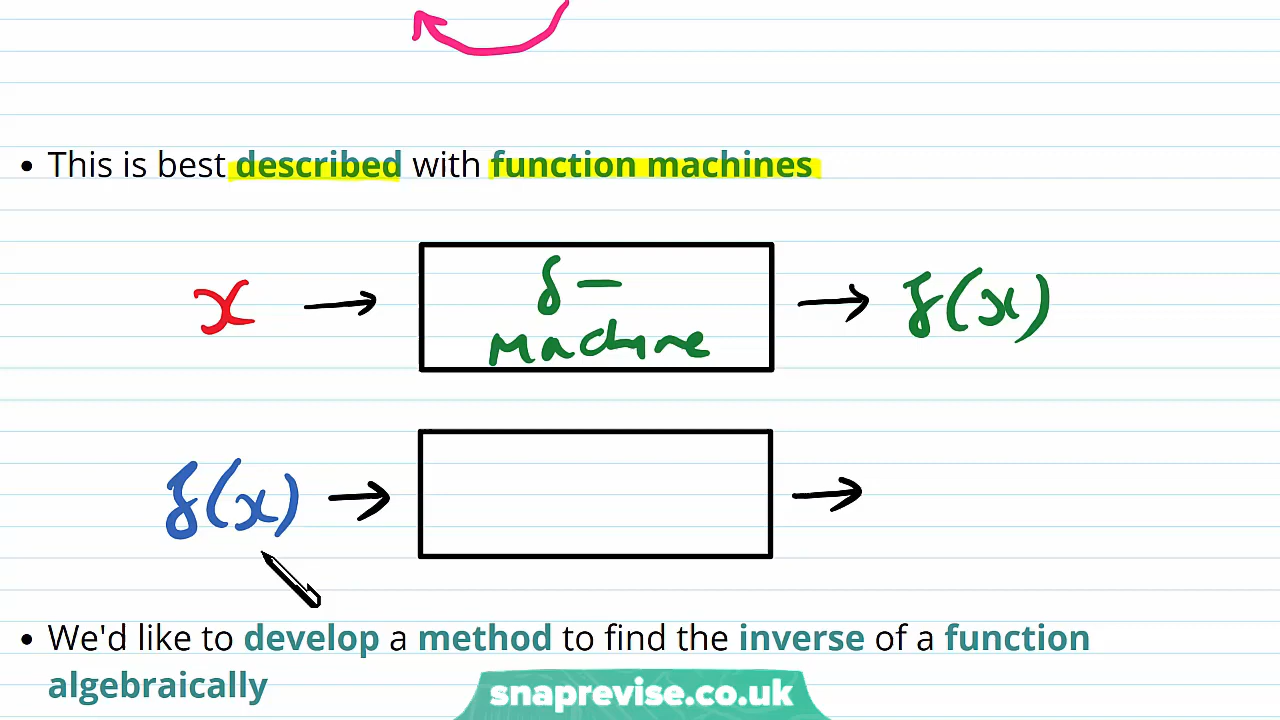 • This is best described with function machines
x → f – machine → f(x)
f(x) → →
• We'd like to develop a method to find the inverse of a function
algebraically
snaprevise.co.uk